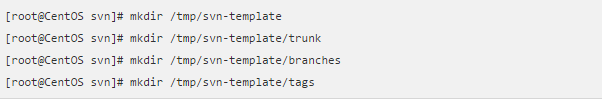 [root@CentOS svn]# mkdir /tmp/svn-template
[root@CentOS svn]# mkdir /tmp/svn-template/trunk
[root@CentOS svn]# mkdir /tmp/svn-template/branches
[root@CentOS svn]# mkdir /tmp/svn-template/tags